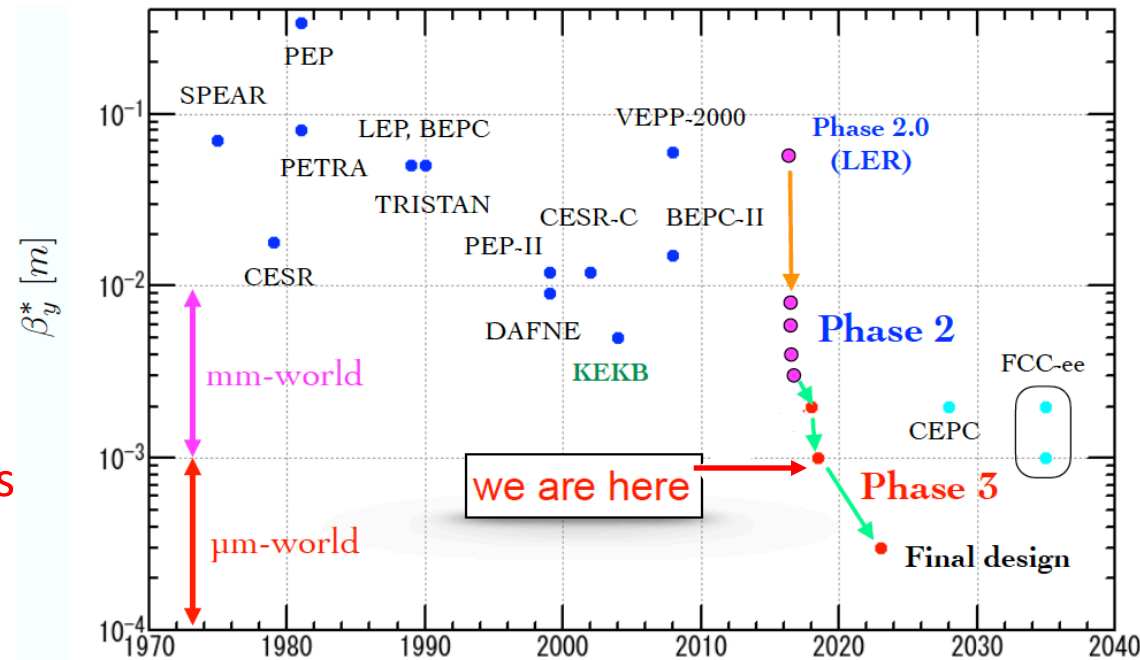 β*y [m]
10⁻¹
10⁻²
10⁻³
10⁻⁴
PEP
SPEAR
LEP, BEPC
VEPP-2000
Phase 2.0
(LER)
PETRA
TRISTAN
CESR-C
BEPC-II
PEP-II
CESR
DAFNE
Phase 2
KEKB
FCC-ee
mm-world
CEPC
s
we are here
Phase 3
μm-world
Final design
1970 1980 1990 2000 2010 2020 2030 2040